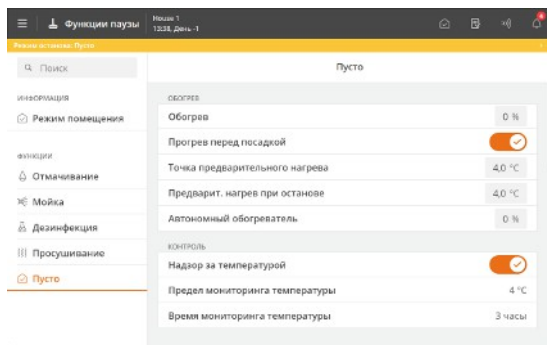 Функции паузы
House 1
13:38, День -1
4
Режим останова: Пусто
Поиск
Пусто
ИНФОРМАЦИЯ
Режим помещения
ФУНКЦИИ
Отмачивание
Мойка
Дезинфекция
Просушивание
Пусто
ОБОГРЕВ
Обогрев
0 %
Прогрев перед посадкой
Точка предварительного нагрева
4,0 °C
Предварит. нагрев при останове
4,0 °C
Автономный обогреватель
0 %
КОНТРОЛЬ
Надзор за температурой
Предел мониторинга температуры
4 °C
Время мониторинга температуры
3 часы